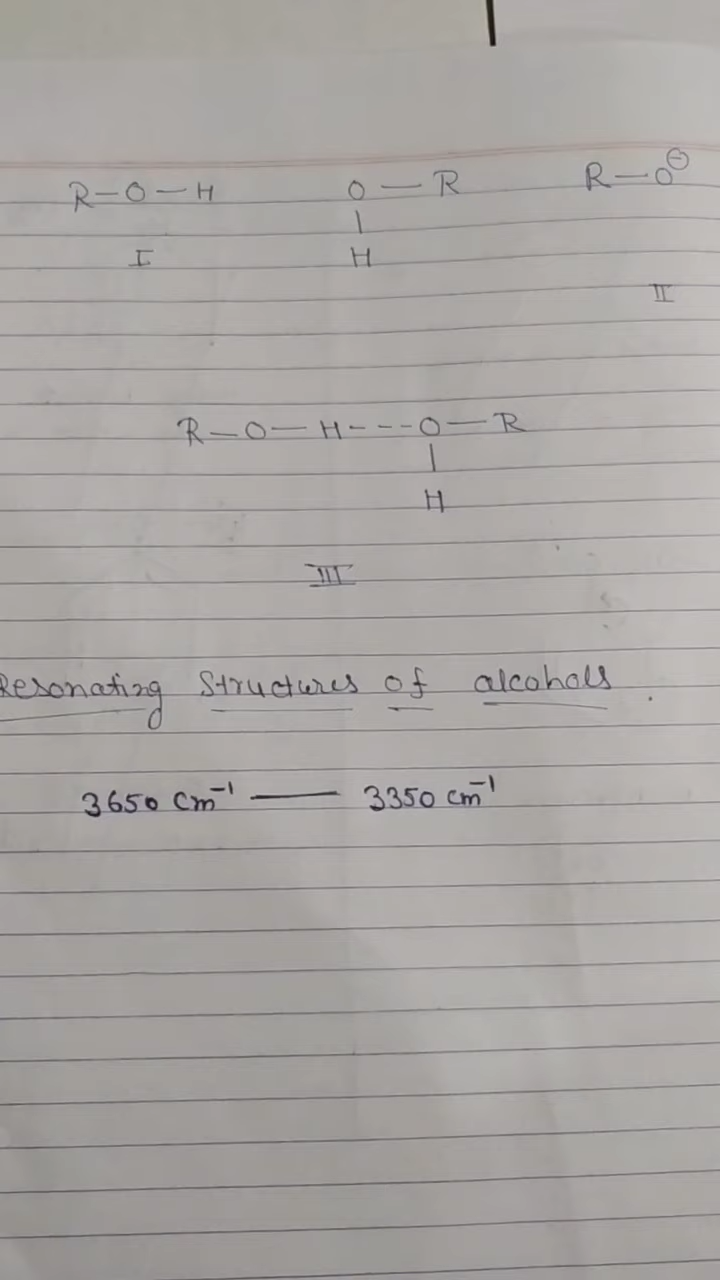 R—O—H O—R R—O⊖
|
I H
II
R—O—H---O—R
|
H
III
Resonating Structures of alcohols.
3650 cm⁻¹ — 3350 cm⁻¹